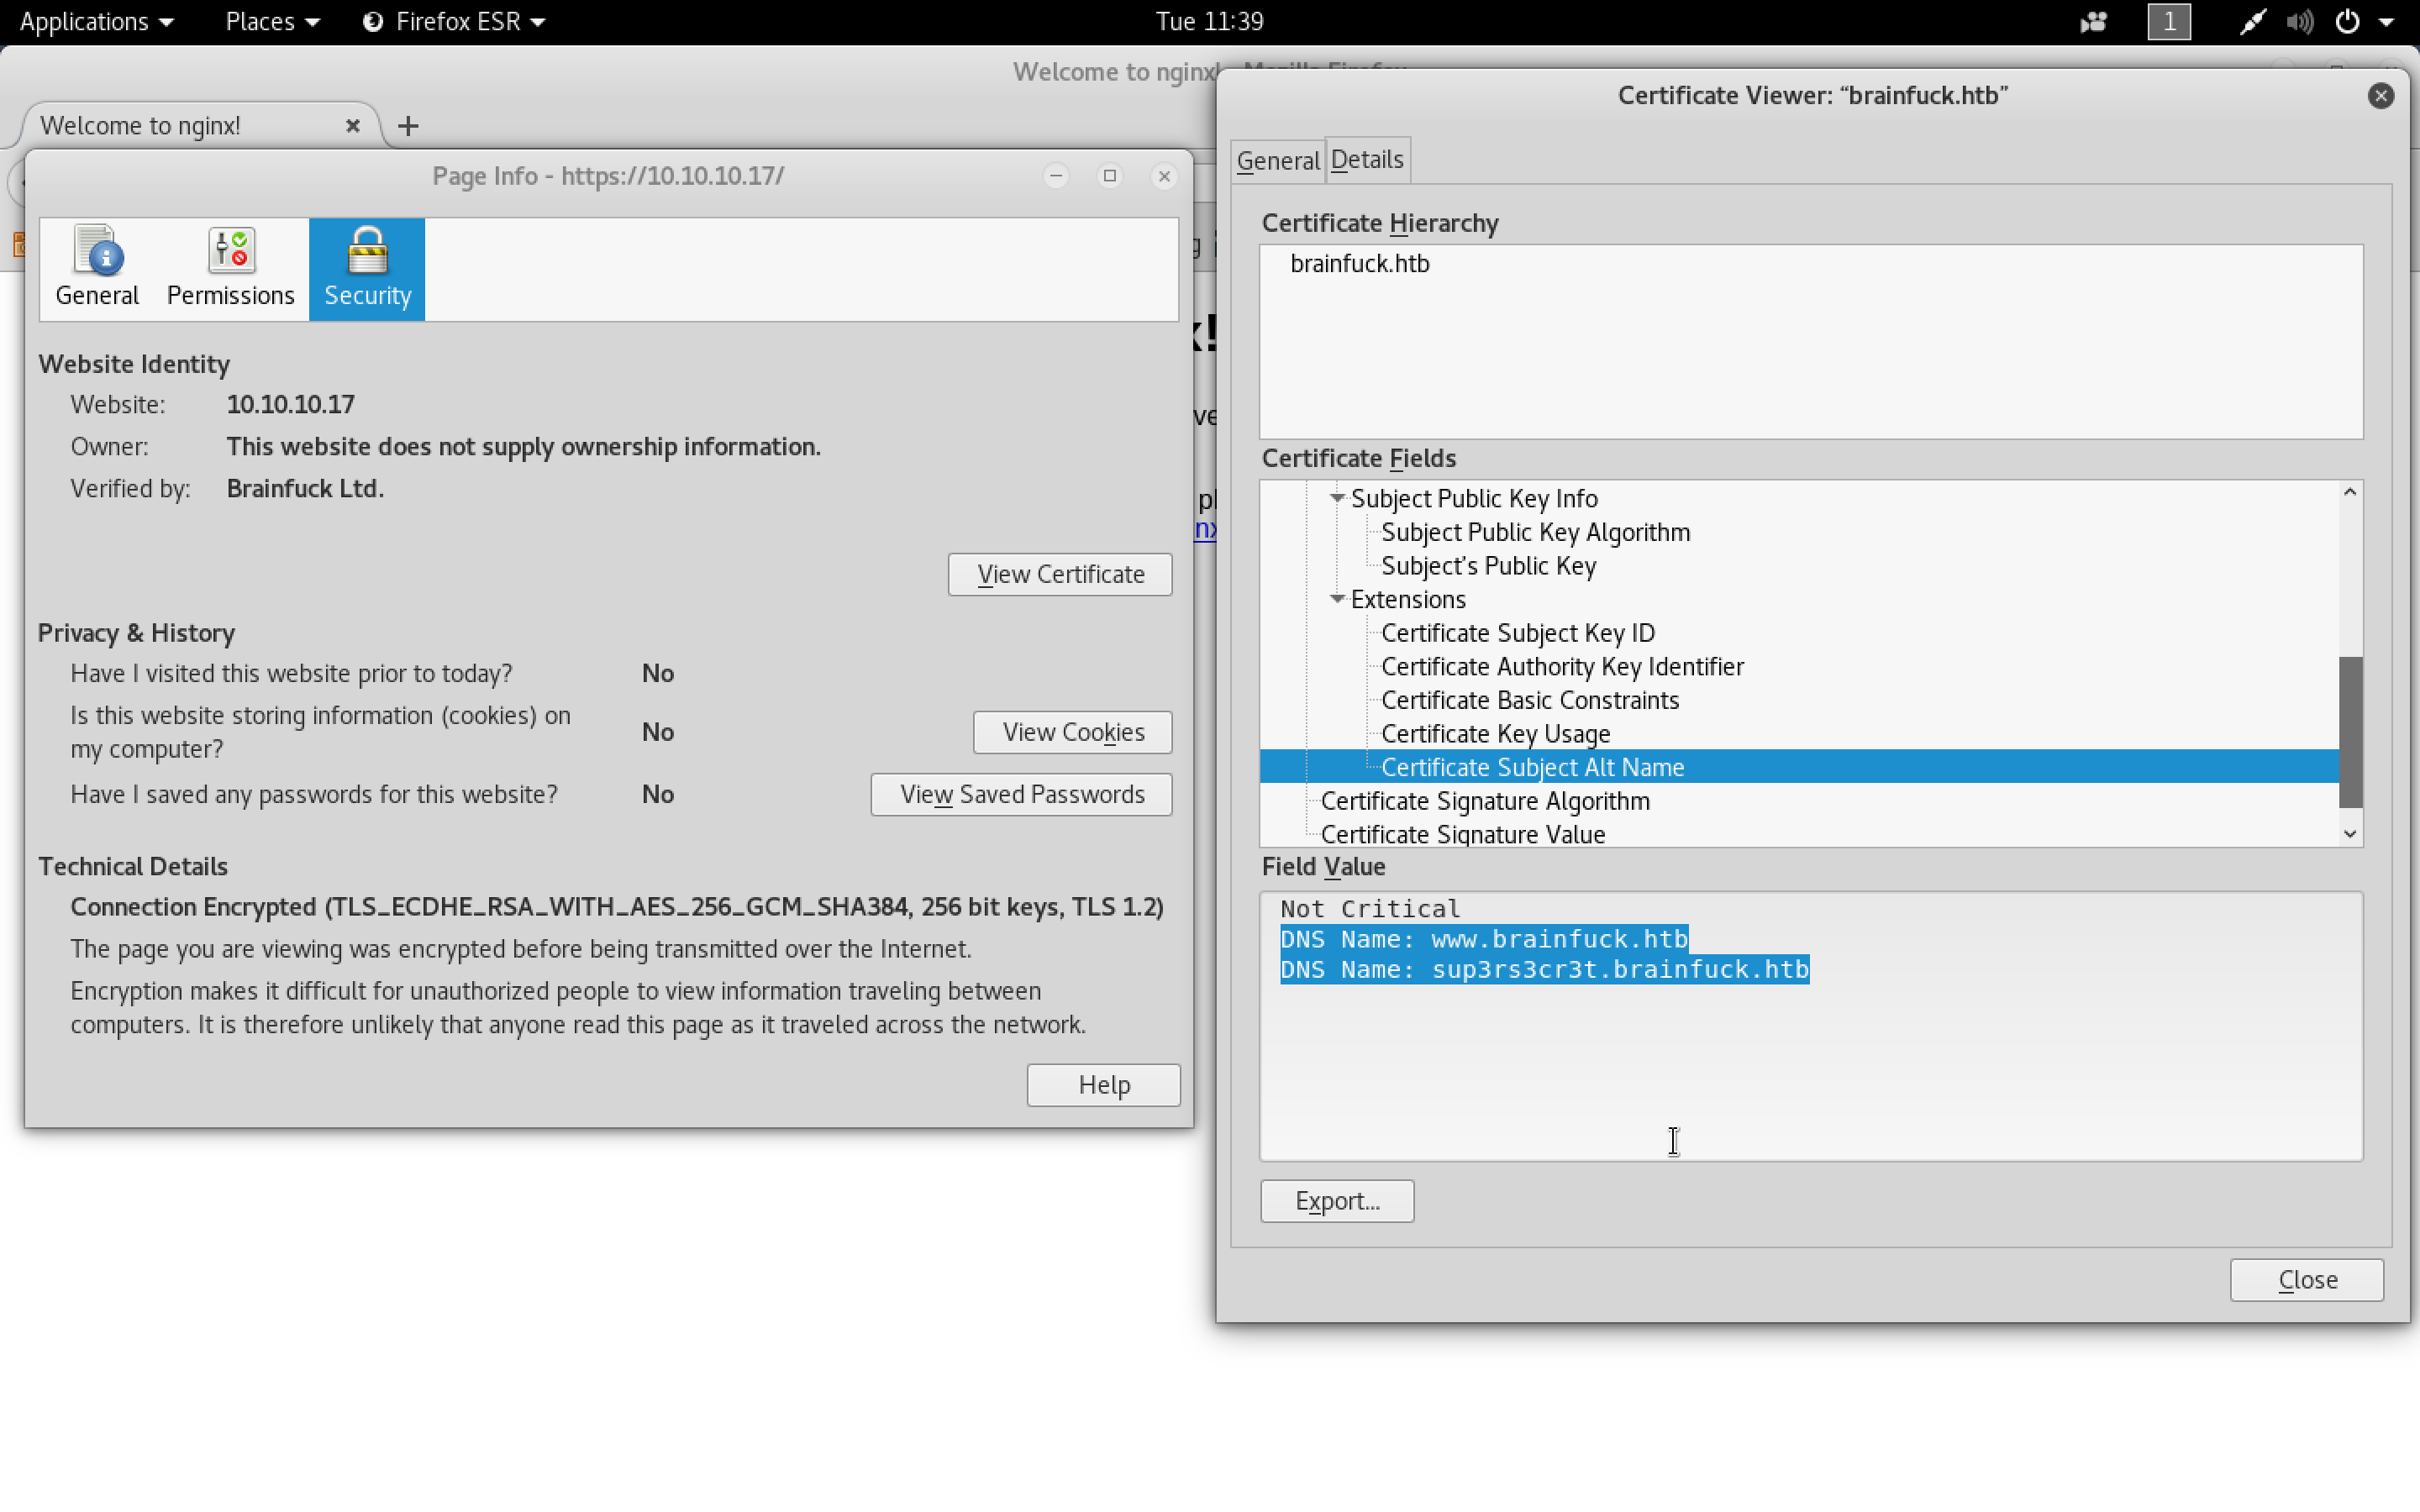 Applications Places Firefox ESR Tue 11:39 1
Welcome to nginx!
Welcome to nginx!
Page Info - https://10.10.10.17/
General Permissions Security
Website Identity
Website: 10.10.10.17
Owner: This website does not supply ownership information.
Verified by: Brainfuck Ltd.
View Certificate
Privacy & History
Have I visited this website prior to today? No
Is this website storing information (cookies) on
my computer? No View Cookies
Have I saved any passwords for this website? No View Saved Passwords
Technical Details
Connection Encrypted (TLS_ECDHE_RSA_WITH_AES_256_GCM_SHA384, 256 bit keys, TLS 1.2)
The page you are viewing was encrypted before being transmitted over the Internet.
Encryption makes it difficult for unauthorized people to view information traveling between
computers. It is therefore unlikely that anyone read this page as it traveled across the network.
Help
Certificate Viewer: “brainfuck.htb”
General Details
Certificate Hierarchy
brainfuck.htb
Certificate Fields
Subject Public Key Info
Subject Public Key Algorithm
Subject's Public Key
Extensions
Certificate Subject Key ID
Certificate Authority Key Identifier
Certificate Basic Constraints
Certificate Key Usage
Certificate Subject Alt Name
Certificate Signature Algorithm
Certificate Signature Value
Field Value
Not Critical
DNS Name: www.brainfuck.htb
DNS Name: sup3rs3cr3t.brainfuck.htb
Export...
Close